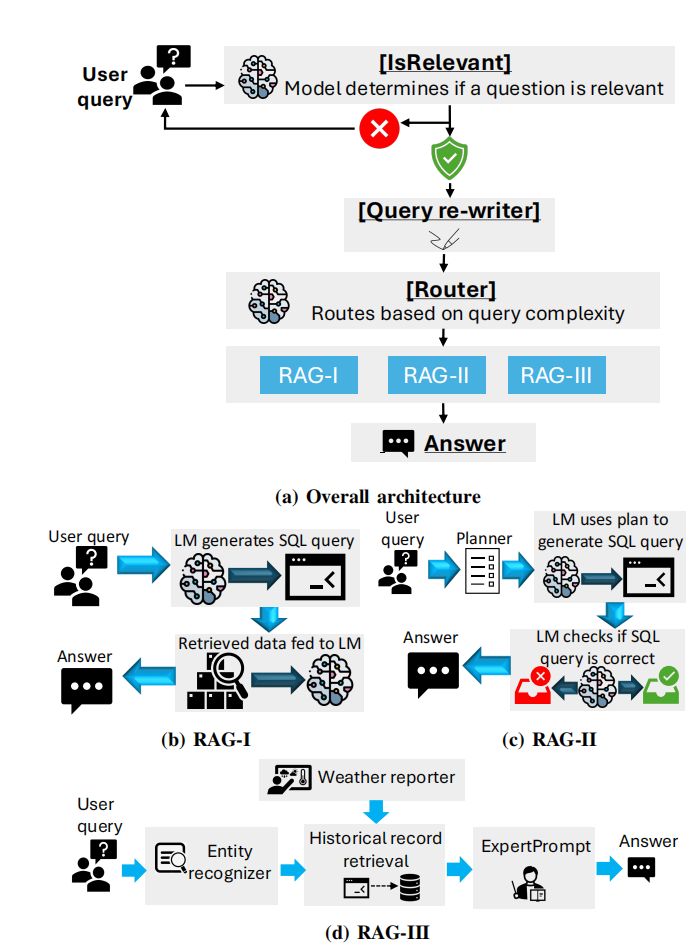 User
query
[IsRelevant]
Model determines if a question is relevant
[Query re-writer]
[Router]
Routes based on query complexity
RAG-I
RAG-II
RAG-III
Answer
(a) Overall architecture
User query
LM generates SQL query
Retrieved data fed to LM
Answer
(b) RAG-I
User
query
Planner
LM uses plan to
generate SQL query
LM checks if SQL
query is correct
Answer
(c) RAG-II
Weather reporter
User
query
Entity
recognizer
Historical record
retrieval
ExpertPrompt
Answer
(d) RAG-III